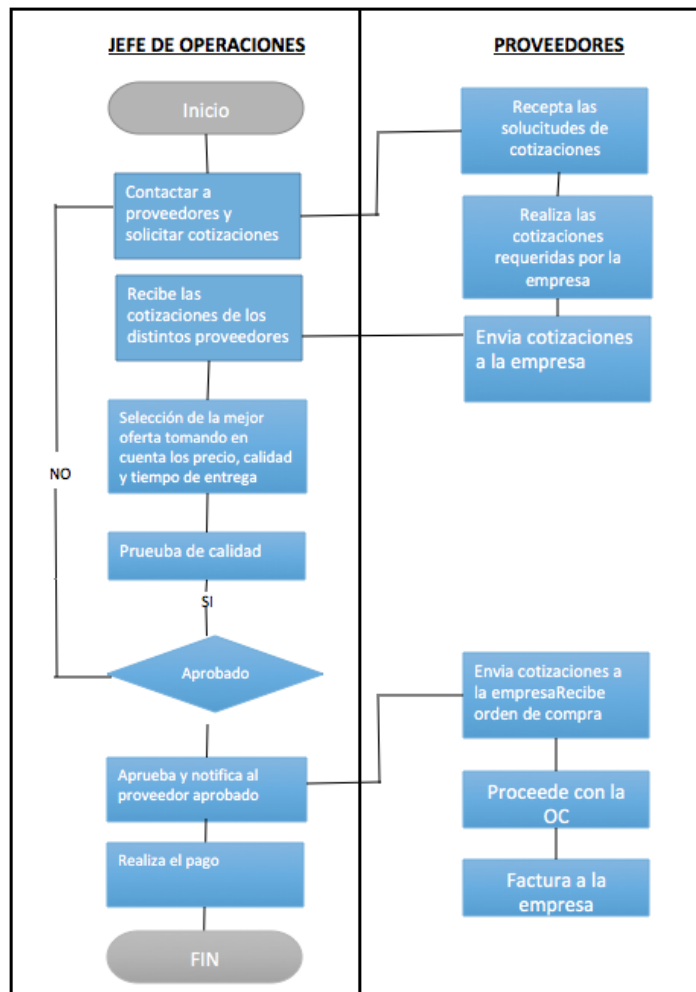 JEFE DE OPERACIONES
PROVEEDORES
Inicio
Recepta las
solucitudes de
cotizaciones
Contactar a
proveedores y
solicitar cotizaciones
Realiza las
cotizaciones
requeridas por la
empresa
Recibe las
cotizaciones de los
distintos proveedores
Envia cotizaciones
a la empresa
Selección de la mejor
oferta tomando en
cuenta los precio, calidad
y tiempo de entrega
NO
Prueuba de calidad
SI
Aprobado
Envia cotizaciones a
la empresaRecibe
orden de compra
Aprueba y notifica al
proveedor aprobado
Proceede con la
OC
Realiza el pago
Factura a la
empresa
FIN